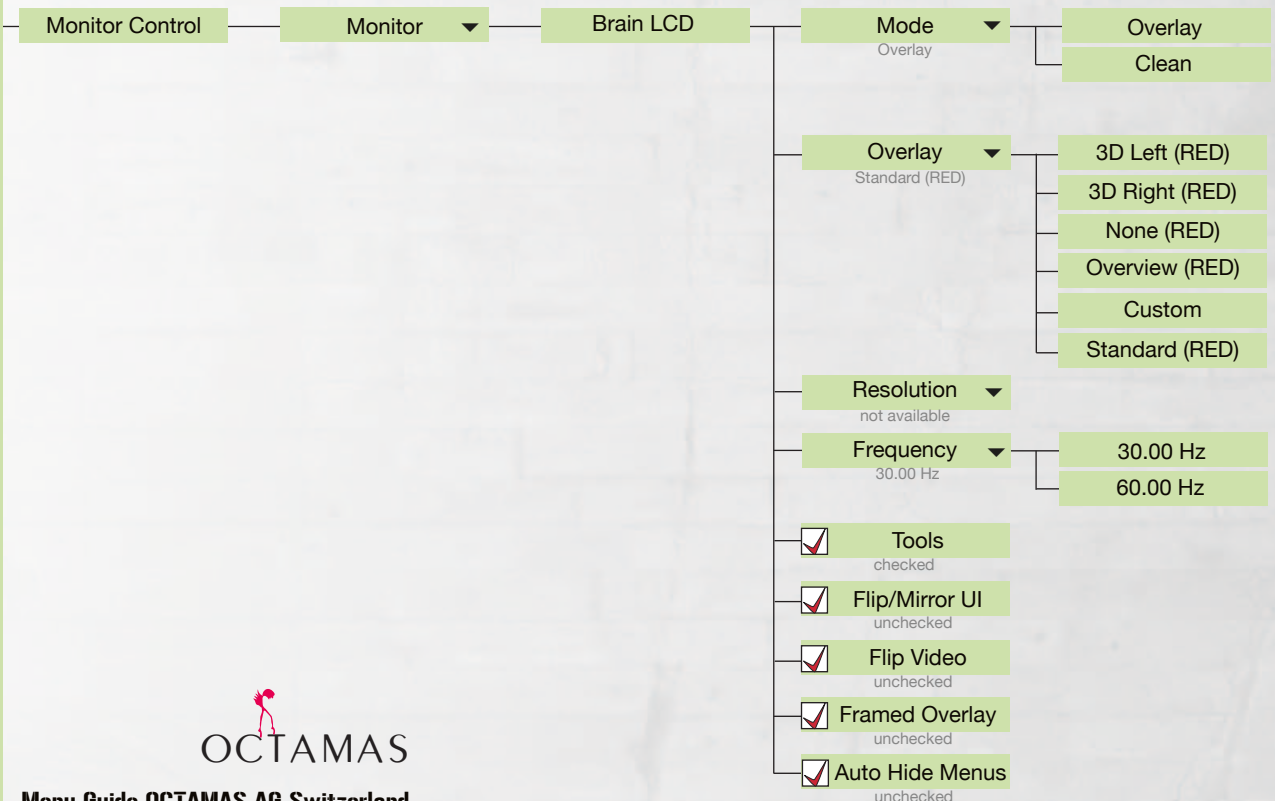 Monitor Control
Monitor
Brain LCD
Mode
Overlay
Overlay
Clean
Overlay
Standard (RED)
3D Left (RED)
3D Right (RED)
None (RED)
Overview (RED)
Custom
Standard (RED)
Resolution
not available
Frequency
30.00 Hz
30.00 Hz
60.00 Hz
Tools
checked
Flip/Mirror UI
unchecked
Flip Video
unchecked
Framed Overlay
unchecked
Auto Hide Menus
unchecked
OCTAMAS
Menu Guide OCTAMAS AG Switzerland